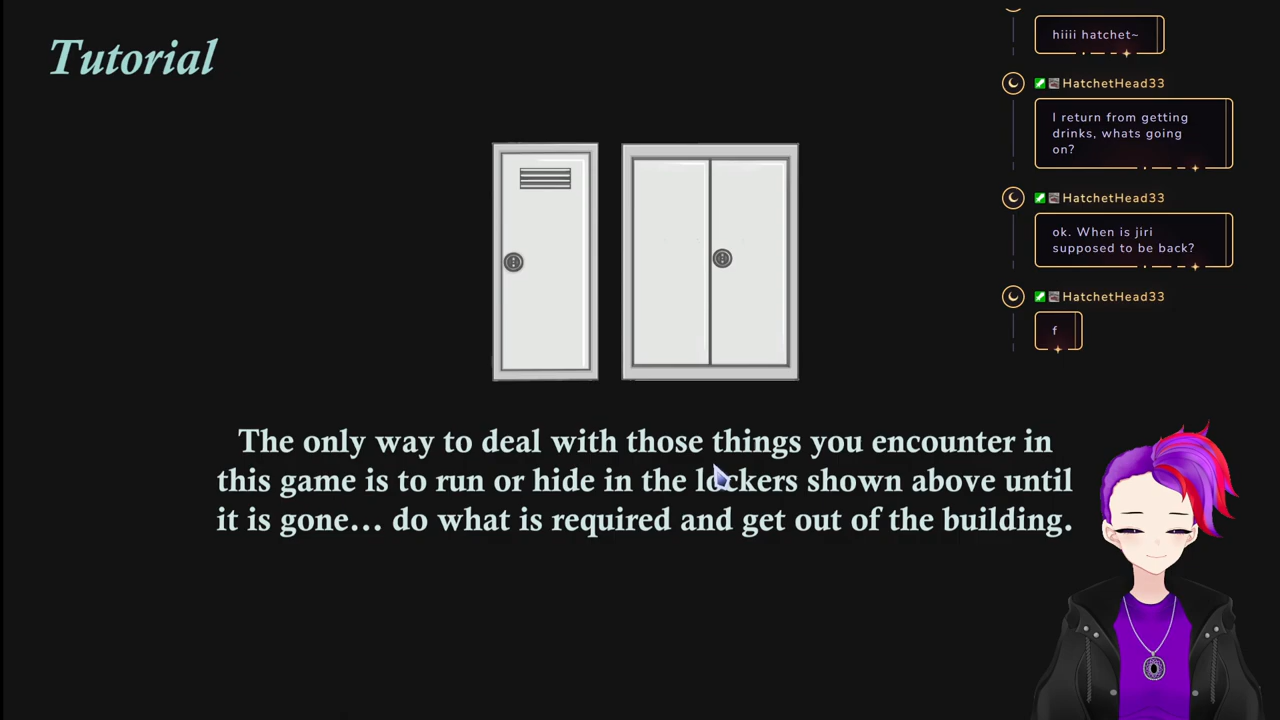 Tutorial
The only way to deal with those things you encounter in
this game is to run or hide in the lockers shown above until
it is gone... do what is required and get out of the building.
hiiii hatchet~
HatchetHead33
I return from getting
drinks, whats going
on?
HatchetHead33
ok. When is jiri
supposed to be back?
HatchetHead33
f